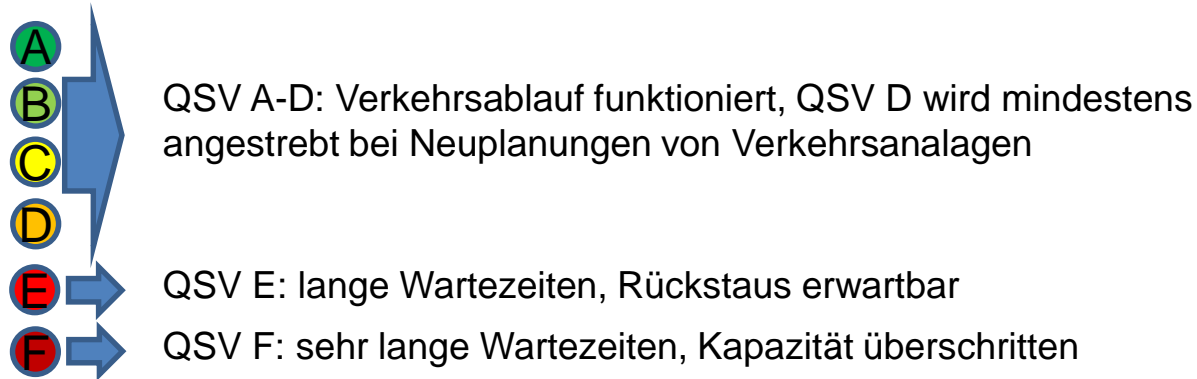 A
B
C
D
E
F
QSV A-D: Verkehrsablauf funktioniert, QSV D wird mindestens
angestrebt bei Neuplanungen von Verkehrsanalagen
QSV E: lange Wartezeiten, Rückstaus erwartbar
QSV F: sehr lange Wartezeiten, Kapazität überschritten